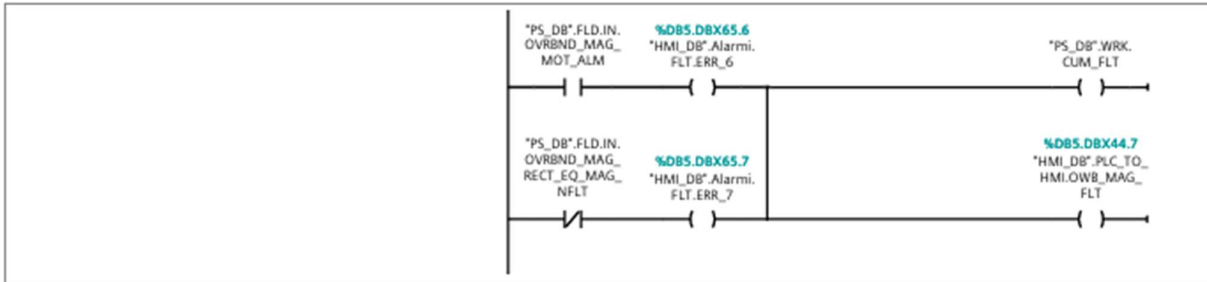 "PS_DB".FLD.IN.
OVRBND_MAG_
MOT_ALM
%DB5.DBX65.6
"HMI_DB".Alarmi.
FLT.ERR_6
"PS_DB".WRK.
CUM_FLT
"PS_DB".FLD.IN.
OVRBND_MAG_
RECT_EQ_MAG_
NFLT
%DB5.DBX65.7
"HMI_DB".Alarmi.
FLT.ERR_7
%DB5.DBX44.7
"HMI_DB".PLC_TO_
HMI.OWB_MAG_
FLT